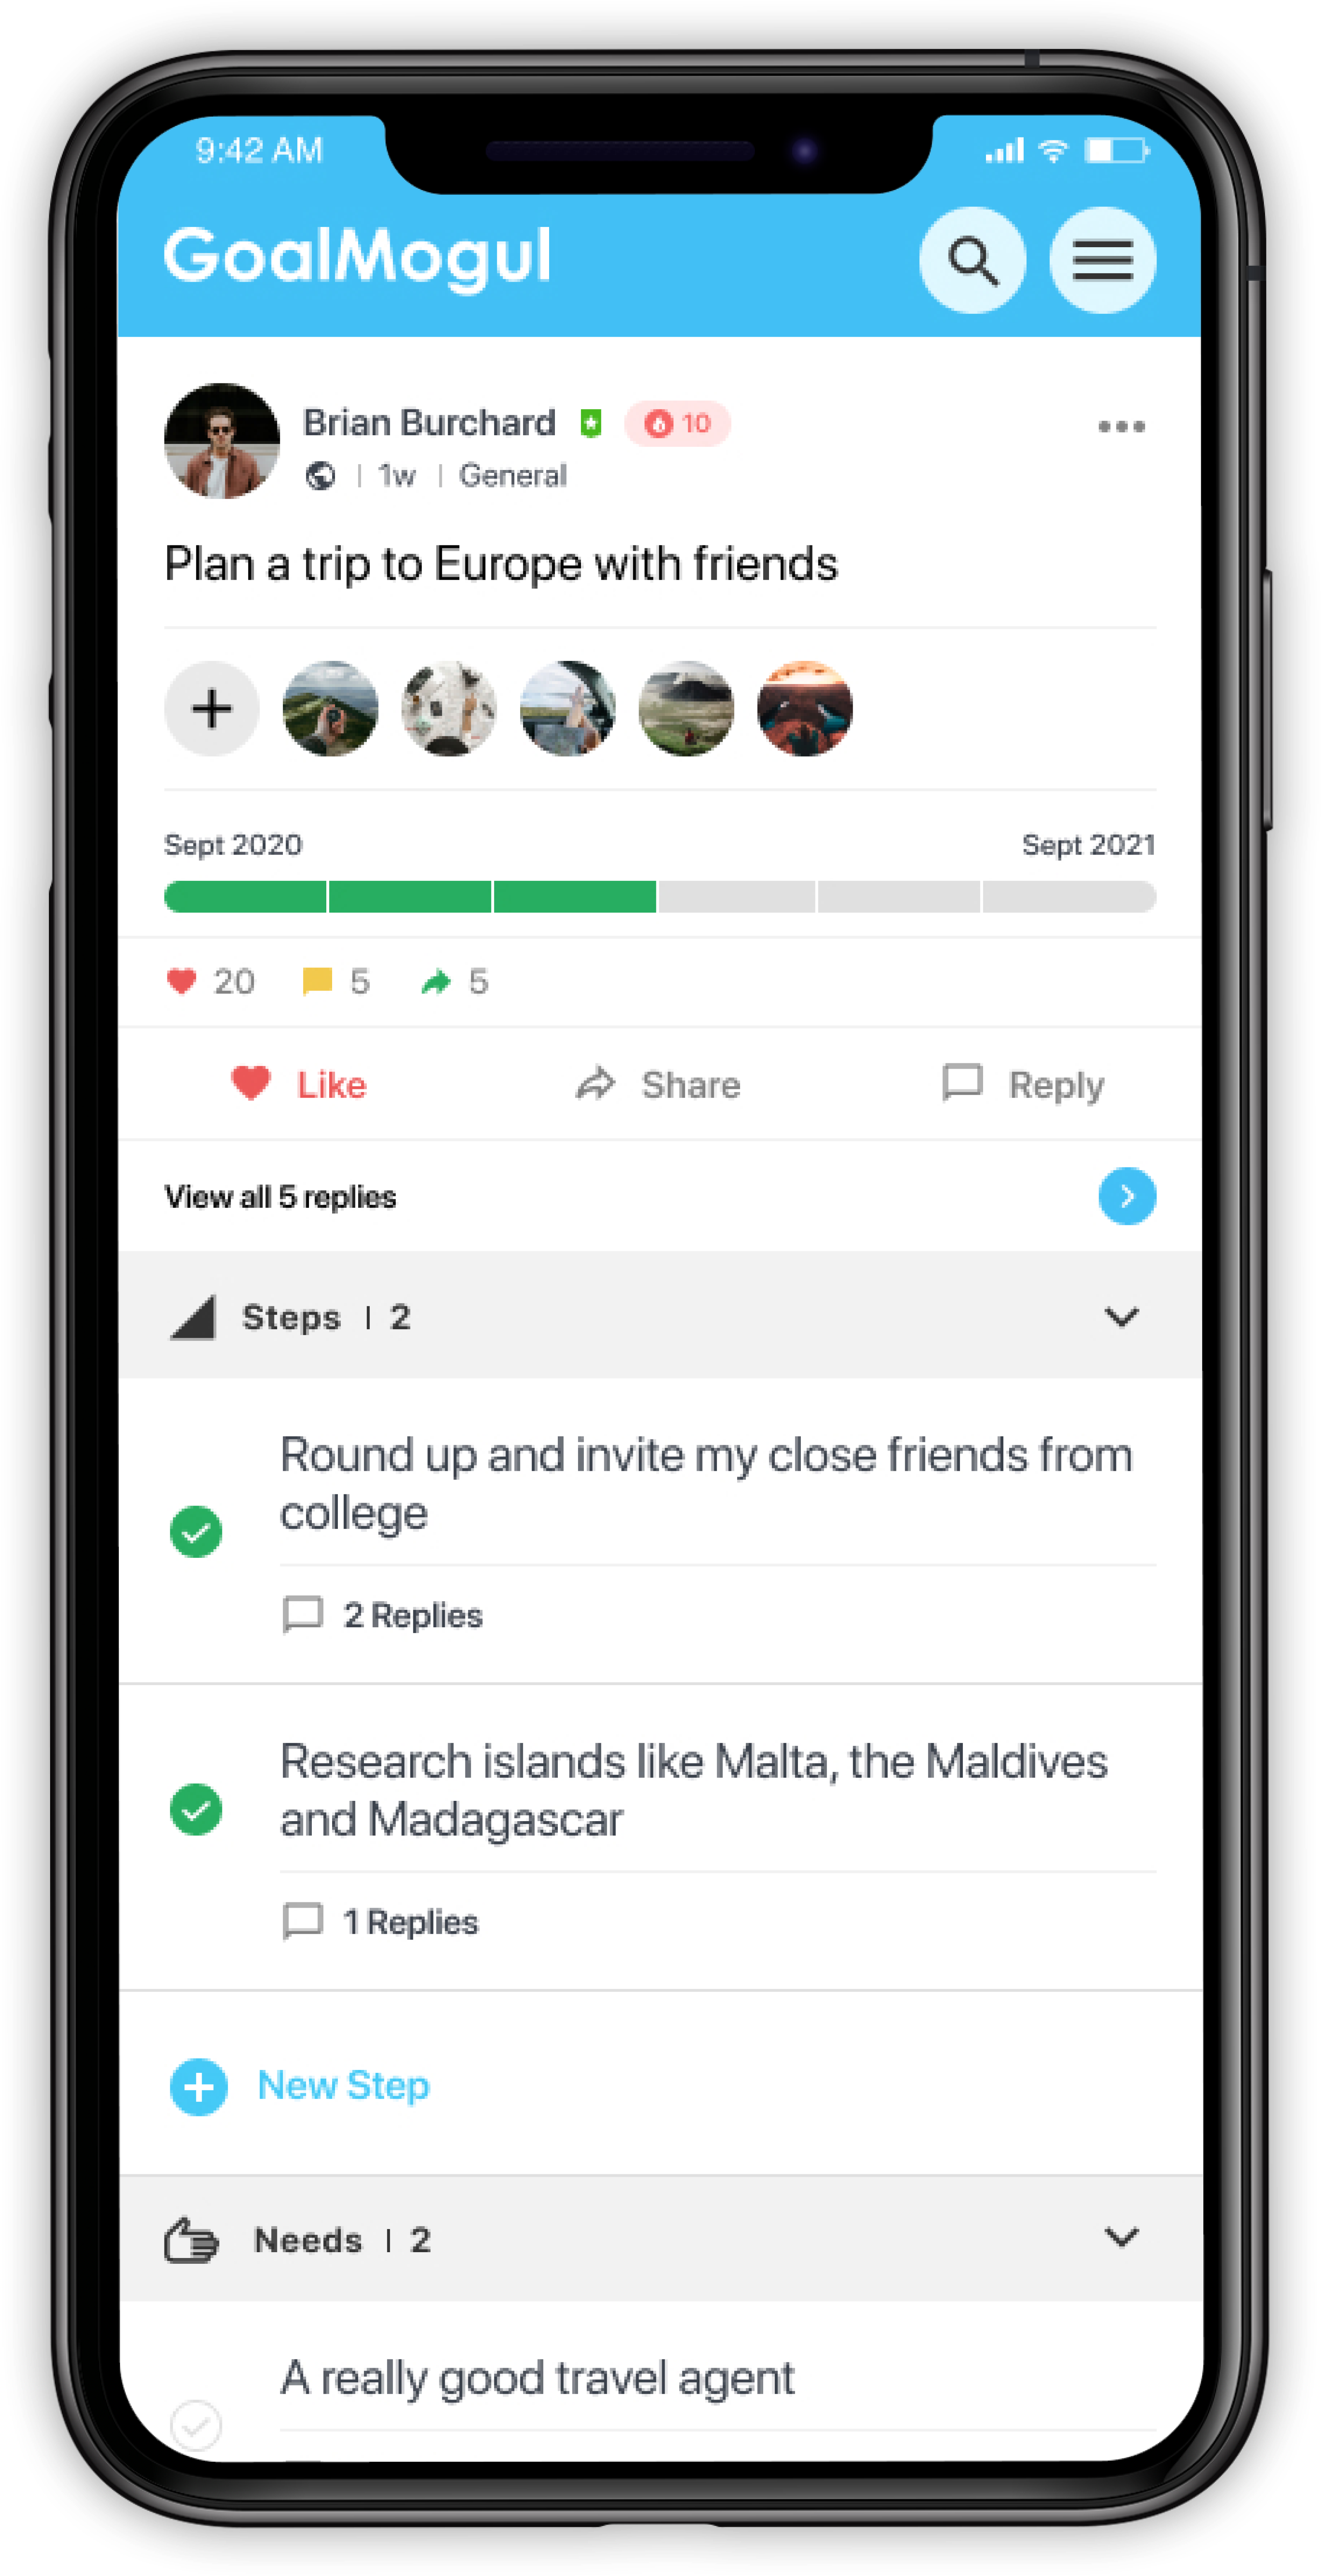 9:42 AM
GoalMogul
Brian Burchard 10
1w | General
Plan a trip to Europe with friends
Sept 2020 Sept 2021
20 5 5
Like Share Reply
View all 5 replies
Steps | 2
Round up and invite my close friends from
college
2 Replies
Research islands like Malta, the Maldives
and Madagascar
1 Replies
New Step
Needs | 2
A really good travel agent